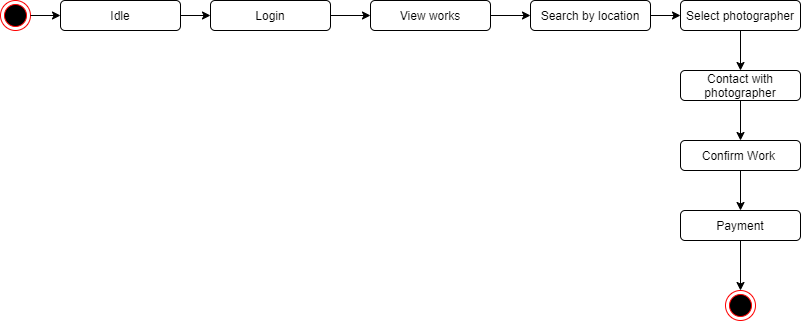 Idle
Login
View works
Search by location
Select photographer
Contact with
photographer
Confirm Work
Payment